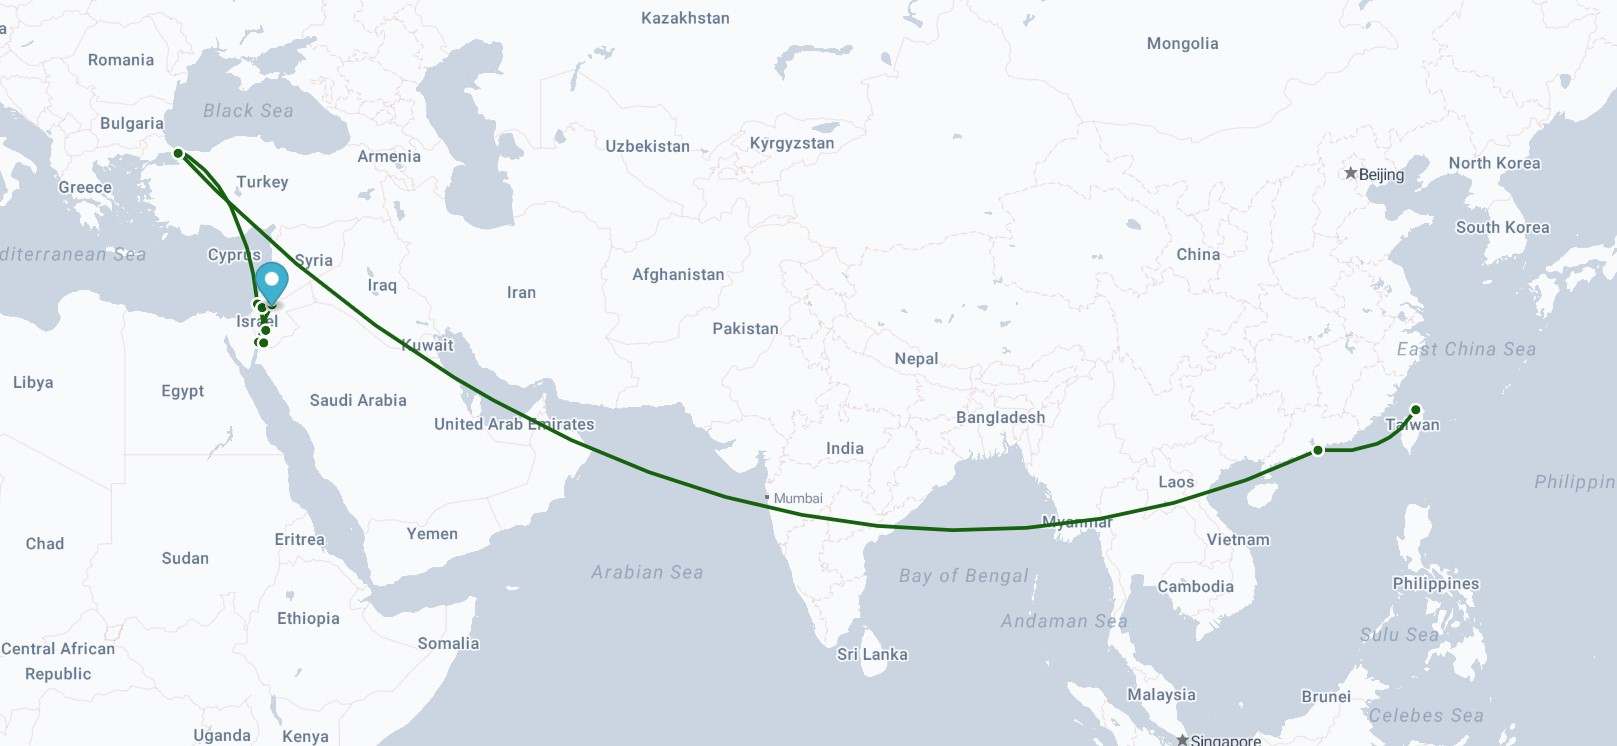 Kazakhstan
Mongolia
Romania
Black Sea
Bulgaria
Uzbekistan
Kyrgyzstan
Armenia
North Korea
Beijing
Turkey
Greece
South Korea
diterranean Sea
Cyprus
Syria
China
Afghanistan
Iraq
Iran
Israel
Pakistan
Kuwait
East China Sea
Nepal
Libya
Egypt
Saudi Arabia
Bangladesh
United Arab Emirates
Taiwan
India
Laos
Philippin
Mumbai
Myanmar
Yemen
Eritrea
Vietnam
Chad
Sudan
Arabian Sea
Bay of Bengal
Philippines
Cambodia
Ethiopia
Andaman Sea
Sulu Sea
Somalia
Central African
Republic
Sri Lanka
Malaysia
Brunei
Celebes Sea
Uganda
Kenya
Singapore